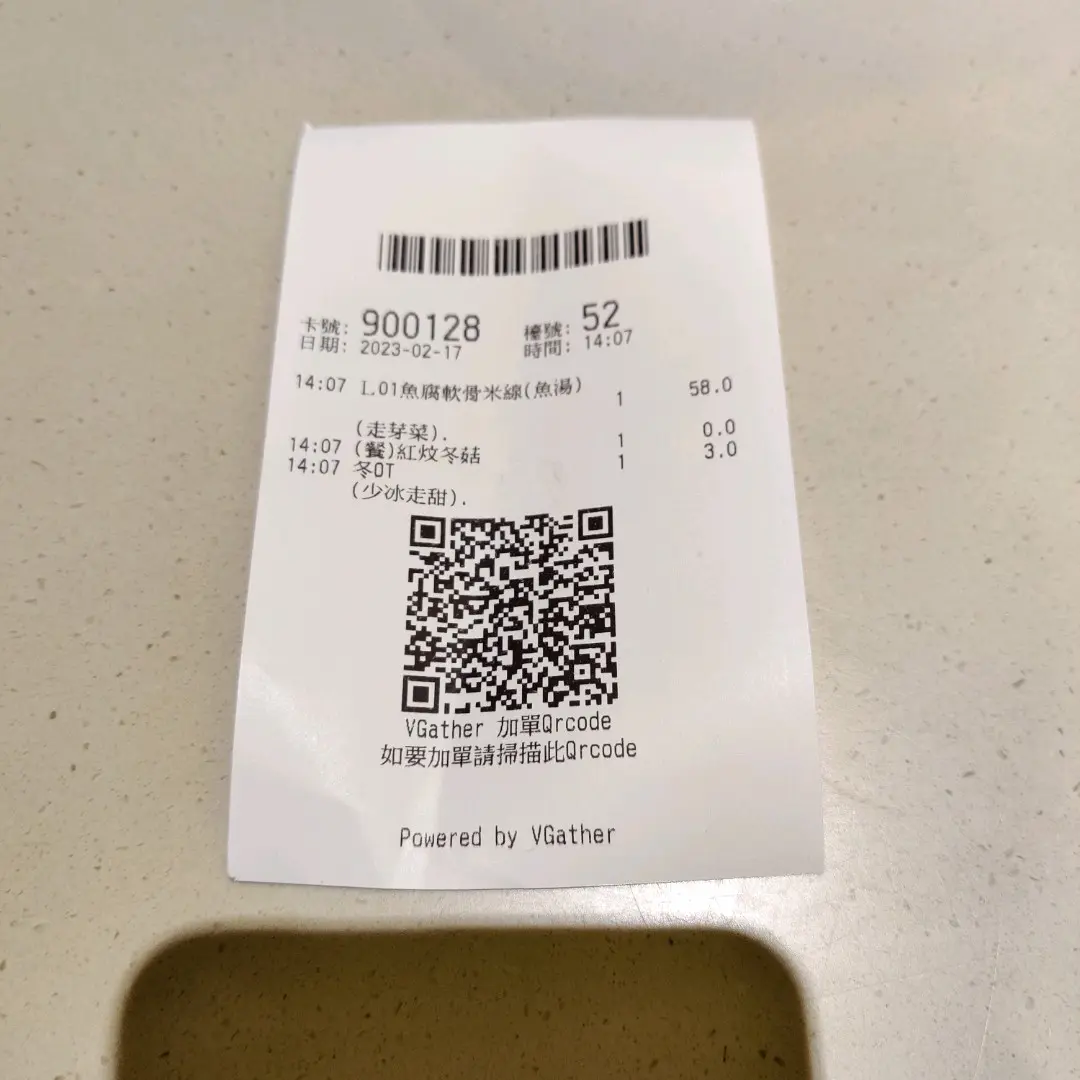 卡號: 900128 檯號: 52
日期: 2023-02-17 時間: 14:07
14:07 L01魚腐軟骨米線(魚湯) 1 58.0
(走芽菜).
14:07 (餐)紅炆冬菇 1 0.0
14:07 冬OT 1 3.0
(少冰走甜).
VGather 加單Qrcode
如要加單請掃描此Qrcode
Powered by VGather